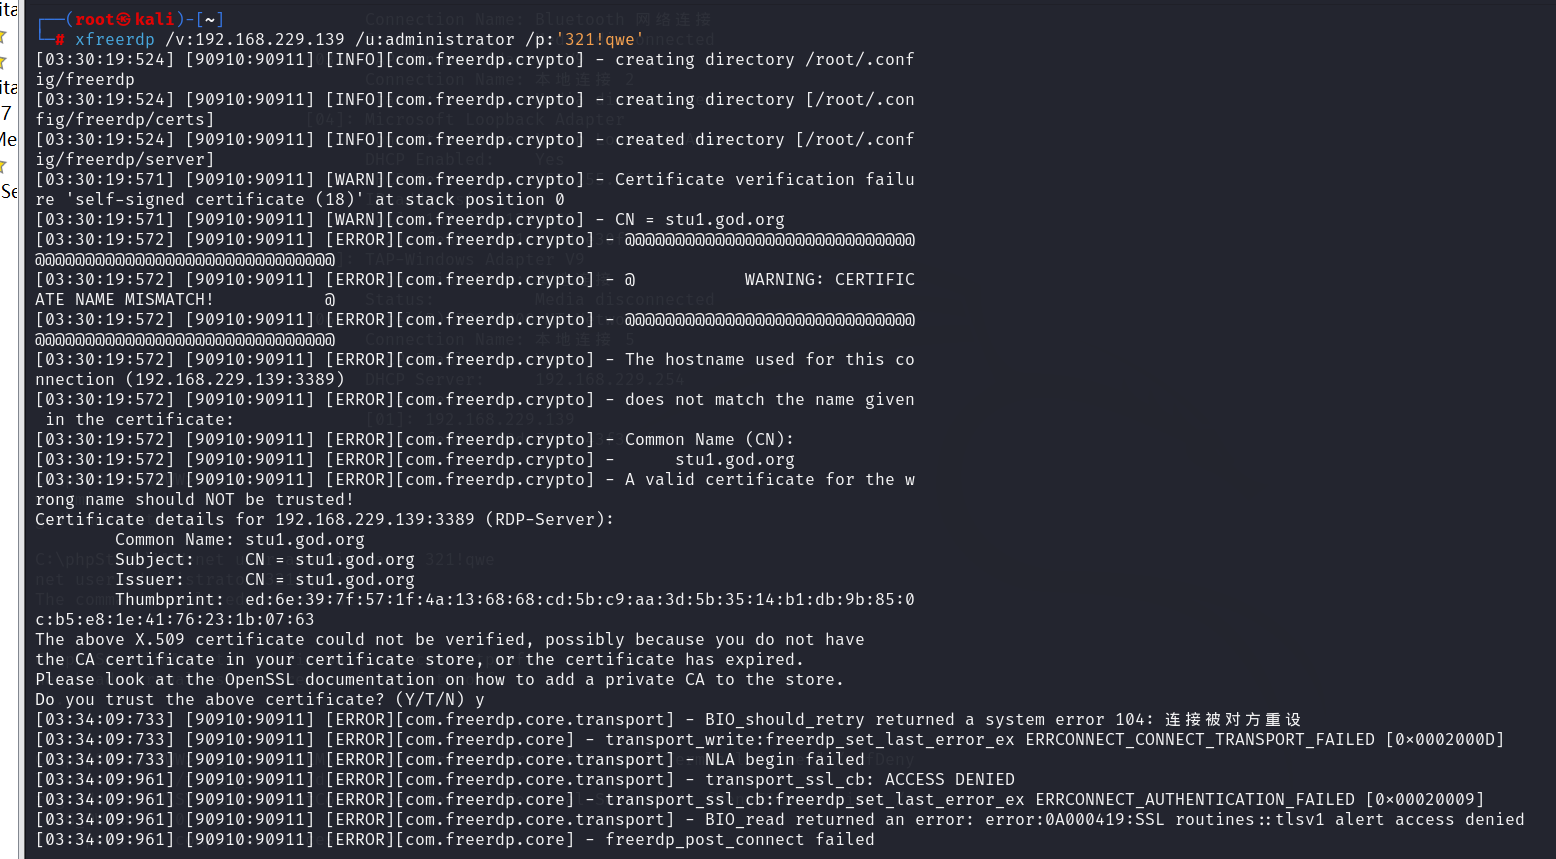 ┌──(root㉿kali)-[~]
└─# xfreerdp /v:192.168.229.139 /u:administrator /p:'321!qwe'
[03:30:19:524] [90910:90911] [INFO][com.freerdp.crypto] - creating directory /root/.conf
ig/freerdp
[03:30:19:524] [90910:90911] [INFO][com.freerdp.crypto] - creating directory [/root/.con
fig/freerdp/certs]
[03:30:19:524] [90910:90911] [INFO][com.freerdp.crypto] - created directory [/root/.conf
ig/freerdp/server]
[03:30:19:571] [90910:90911] [WARN][com.freerdp.crypto] - Certificate verification failu
re 'self-signed certificate (18)' at stack position 0
[03:30:19:571] [90910:90911] [WARN][com.freerdp.crypto] - CN = stu1.god.org
[03:30:19:572] [90910:90911] [ERROR][com.freerdp.crypto] - @@@@@@@@@@@@@@@@@@@@@@@@@@@@@
@@@@@@@@@@@@@@@@@@@@@@@@@@@@@@
[03:30:19:572] [90910:90911] [ERROR][com.freerdp.crypto] - @           WARNING: CERTIFIC
ATE NAME MISMATCH!           @
[03:30:19:572] [90910:90911] [ERROR][com.freerdp.crypto] - @@@@@@@@@@@@@@@@@@@@@@@@@@@@@
@@@@@@@@@@@@@@@@@@@@@@@@@@@@@@
[03:30:19:572] [90910:90911] [ERROR][com.freerdp.crypto] - The hostname used for this co
nnection (192.168.229.139:3389)
[03:30:19:572] [90910:90911] [ERROR][com.freerdp.crypto] - does not match the name given
 in the certificate:
[03:30:19:572] [90910:90911] [ERROR][com.freerdp.crypto] - Common Name (CN):
[03:30:19:572] [90910:90911] [ERROR][com.freerdp.crypto] -      stu1.god.org
[03:30:19:572] [90910:90911] [ERROR][com.freerdp.crypto] - A valid certificate for the w
rong name should NOT be trusted!
Certificate details for 192.168.229.139:3389 (RDP-Server):
        Common Name: stu1.god.org
        Subject:     CN = stu1.god.org
        Issuer:      CN = stu1.god.org
        Thumbprint:  ed:6e:39:7f:57:1f:4a:13:68:68:cd:5b:c9:aa:3d:5b:35:14:b1:db:9b:85:0
c:b5:e8:1e:41:76:23:1b:07:63
The above X.509 certificate could not be verified, possibly because you do not have
the CA certificate in your certificate store, or the certificate has expired.
Please look at the OpenSSL documentation on how to add a private CA to the store.
Do you trust the above certificate? (Y/T/N) y
[03:34:09:733] [90910:90911] [ERROR][com.freerdp.core.transport] - BIO_should_retry returned a system error 104: 连接被对方重设
[03:34:09:733] [90910:90911] [ERROR][com.freerdp.core] - transport_write:freerdp_set_last_error_ex ERRCONNECT_CONNECT_TRANSPORT_FAILED [0×0002000D]
[03:34:09:733] [90910:90911] [ERROR][com.freerdp.core.transport] - NLA begin failed
[03:34:09:961] [90910:90911] [ERROR][com.freerdp.core.transport] - transport_ssl_cb: ACCESS DENIED
[03:34:09:961] [90910:90911] [ERROR][com.freerdp.core] - transport_ssl_cb:freerdp_set_last_error_ex ERRCONNECT_AUTHENTICATION_FAILED [0×00020009]
[03:34:09:961] [90910:90911] [ERROR][com.freerdp.core.transport] - BIO_read returned an error: error:0A000419:SSL routines::tlsv1 alert access denied
[03:34:09:961] [90910:90911] [ERROR][com.freerdp.core] - freerdp_post_connect failed